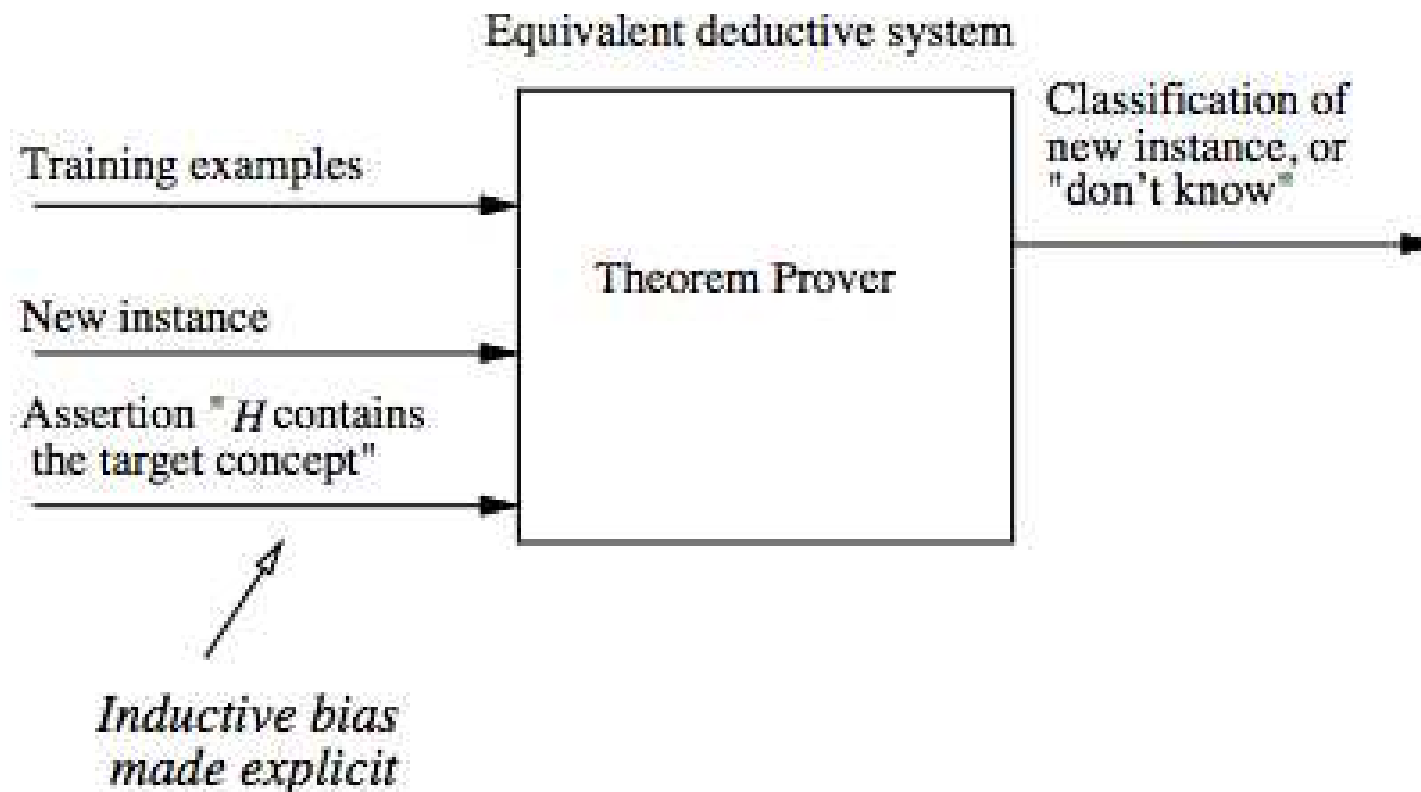 Equivalent deductive system
Classification of
new instance, or
"don't know"
Training examples
Theorem Prover
New instance
Assertion " H contains
the target concept"
Inductive bias
made explicit